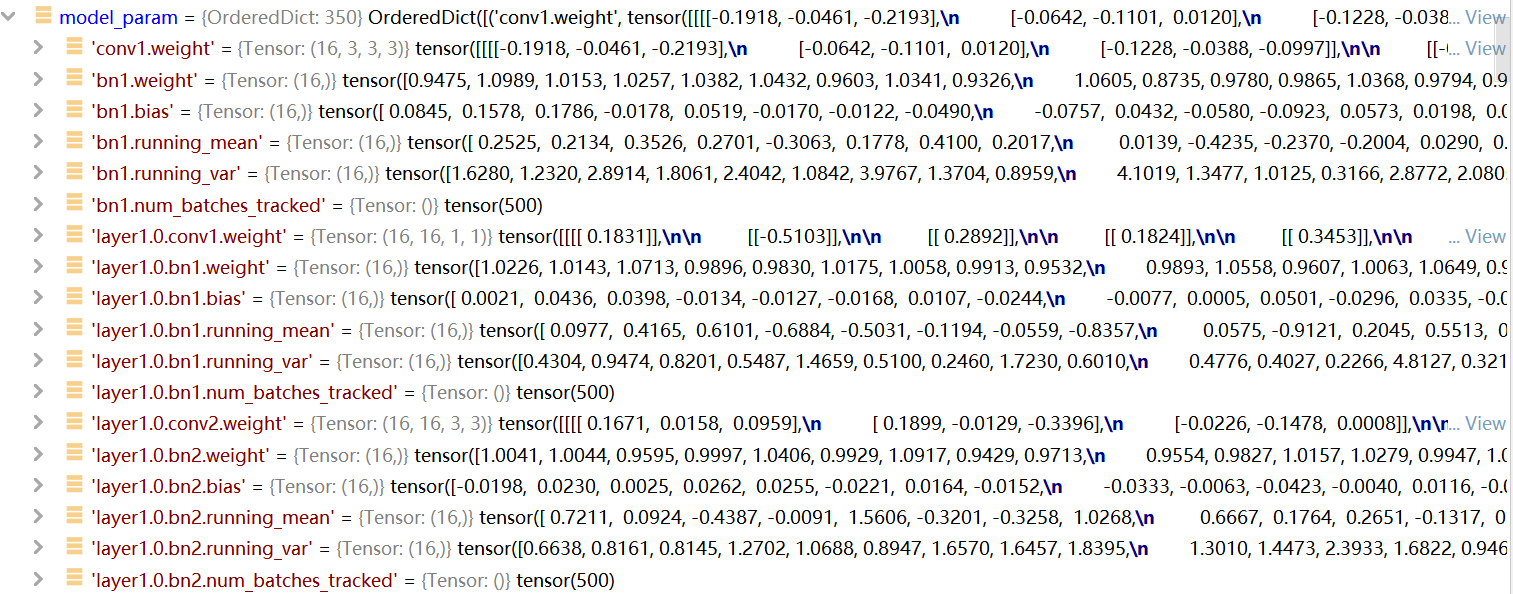 model_param = {OrderedDict: 350} OrderedDict([('conv1.weight', tensor([[[[-0.1918, -0.0461, -0.2193],\n [-0.0642, -0.1101, 0.0120],\n [-0.1228, -0.038... View
'conv1.weight' = {Tensor: (16, 3, 3, 3)} tensor([[[[-0.1918, -0.0461, -0.2193],\n [-0.0642, -0.1101, 0.0120],\n [-0.1228, -0.0388, -0.0997]],\n\n [[-(... View
'bn1.weight' = {Tensor: (16,)} tensor([0.9475, 1.0989, 1.0153, 1.0257, 1.0382, 1.0432, 0.9603, 1.0341, 0.9326,\n 1.0605, 0.8735, 0.9780, 0.9865, 1.0368, 0.9794, 0.9
'bn1.bias' = {Tensor: (16,)} tensor([ 0.0845, 0.1578, 0.1786, -0.0178, 0.0519, -0.0170, -0.0122, -0.0490,\n -0.0757, 0.0432, -0.0580, -0.0923, 0.0573, 0.0198, 0.0
'bn1.running_mean' = {Tensor: (16,)} tensor([ 0.2525, 0.2134, 0.3526, 0.2701, -0.3063, 0.1778, 0.4100, 0.2017,\n 0.0139, -0.4235, -0.2370, -0.2004, 0.0290, 0.
'bn1.running_var' = {Tensor: (16,)} tensor([1.6280, 1.2320, 2.8914, 1.8061, 2.4042, 1.0842, 3.9767, 1.3704, 0.8959,\n 4.1019, 1.3477, 1.0125, 0.3166, 2.8772, 2.080
'bn1.num_batches_tracked' = {Tensor: ()} tensor(500)
'layer1.0.conv1.weight' = {Tensor: (16, 16, 1, 1)} tensor([[[[ 0.1831]],\n\n [[-0.5103]],\n\n [[ 0.2892]],\n\n [[ 0.1824]],\n\n [[ 0.3453]],\n\n ... View
'layer1.0.bn1.weight' = {Tensor: (16,)} tensor([1.0226, 1.0143, 1.0713, 0.9896, 0.9830, 1.0175, 1.0058, 0.9913, 0.9532,\n 0.9893, 1.0558, 0.9607, 1.0063, 1.0649, 0.9
'layer1.0.bn1.bias' = {Tensor: (16,)} tensor([ 0.0021, 0.0436, 0.0398, -0.0134, -0.0127, -0.0168, 0.0107, -0.0244,\n -0.0077, 0.0005, 0.0501, -0.0296, 0.0335, -0.0
'layer1.0.bn1.running_mean' = {Tensor: (16,)} tensor([ 0.0977, 0.4165, 0.6101, -0.6884, -0.5031, -0.1194, -0.0559, -0.8357,\n 0.0575, -0.9121, 0.2045, 0.5513, 0
'layer1.0.bn1.running_var' = {Tensor: (16,)} tensor([0.4304, 0.9474, 0.8201, 0.5487, 1.4659, 0.5100, 0.2460, 1.7230, 0.6010,\n 0.4776, 0.4027, 0.2266, 4.8127, 0.321
'layer1.0.bn1.num_batches_tracked' = {Tensor: ()} tensor(500)
'layer1.0.conv2.weight' = {Tensor: (16, 16, 3, 3)} tensor([[[[ 0.1671, 0.0158, 0.0959],\n [ 0.1899, -0.0129, -0.3396],\n [-0.0226, -0.1478, 0.0008]],\n\r... View
'layer1.0.bn2.weight' = {Tensor: (16,)} tensor([1.0041, 1.0044, 0.9595, 0.9997, 1.0406, 0.9929, 1.0917, 0.9429, 0.9713,\n 0.9554, 0.9827, 1.0157, 1.0279, 0.9947, 1.0
'layer1.0.bn2.bias' = {Tensor: (16,)} tensor([-0.0198, 0.0230, 0.0025, 0.0262, 0.0255, -0.0221, 0.0164, -0.0152,\n -0.0333, -0.0063, -0.0423, -0.0040, 0.0116, -0.0
'layer1.0.bn2.running_mean' = {Tensor: (16,)} tensor([ 0.7211, 0.0924, -0.4387, -0.0091, 1.5606, -0.3201, -0.3258, 1.0268,\n 0.6667, 0.1764, 0.2651, -0.1317, 0
'layer1.0.bn2.running_var' = {Tensor: (16,)} tensor([0.6638, 0.8161, 0.8145, 1.2702, 1.0688, 0.8947, 1.6570, 1.6457, 1.8395,\n 1.3010, 1.4473, 2.3933, 1.6822, 0.946
'layer1.0.bn2.num_batches_tracked' = {Tensor: ()} tensor(500)